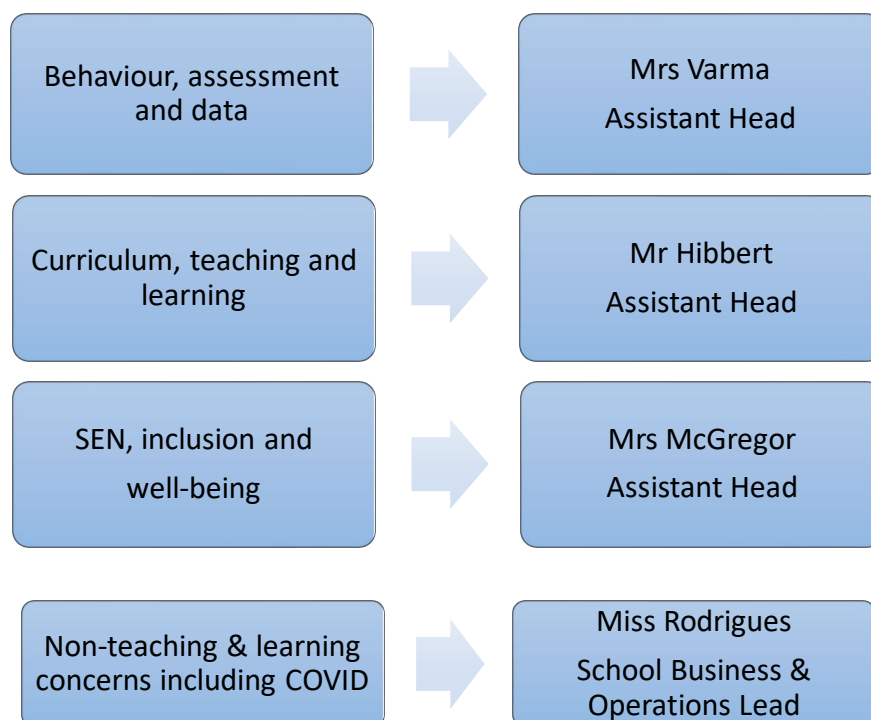 Behaviour, assessment
and data
Mrs Varma
Assistant Head
Curriculum, teaching and
learning
Mr Hibbert
Assistant Head
SEN, inclusion and
well-being
Mrs McGregor
Assistant Head
Non-teaching & learning
concerns including COVID
Miss Rodrigues
School Business &
Operations Lead